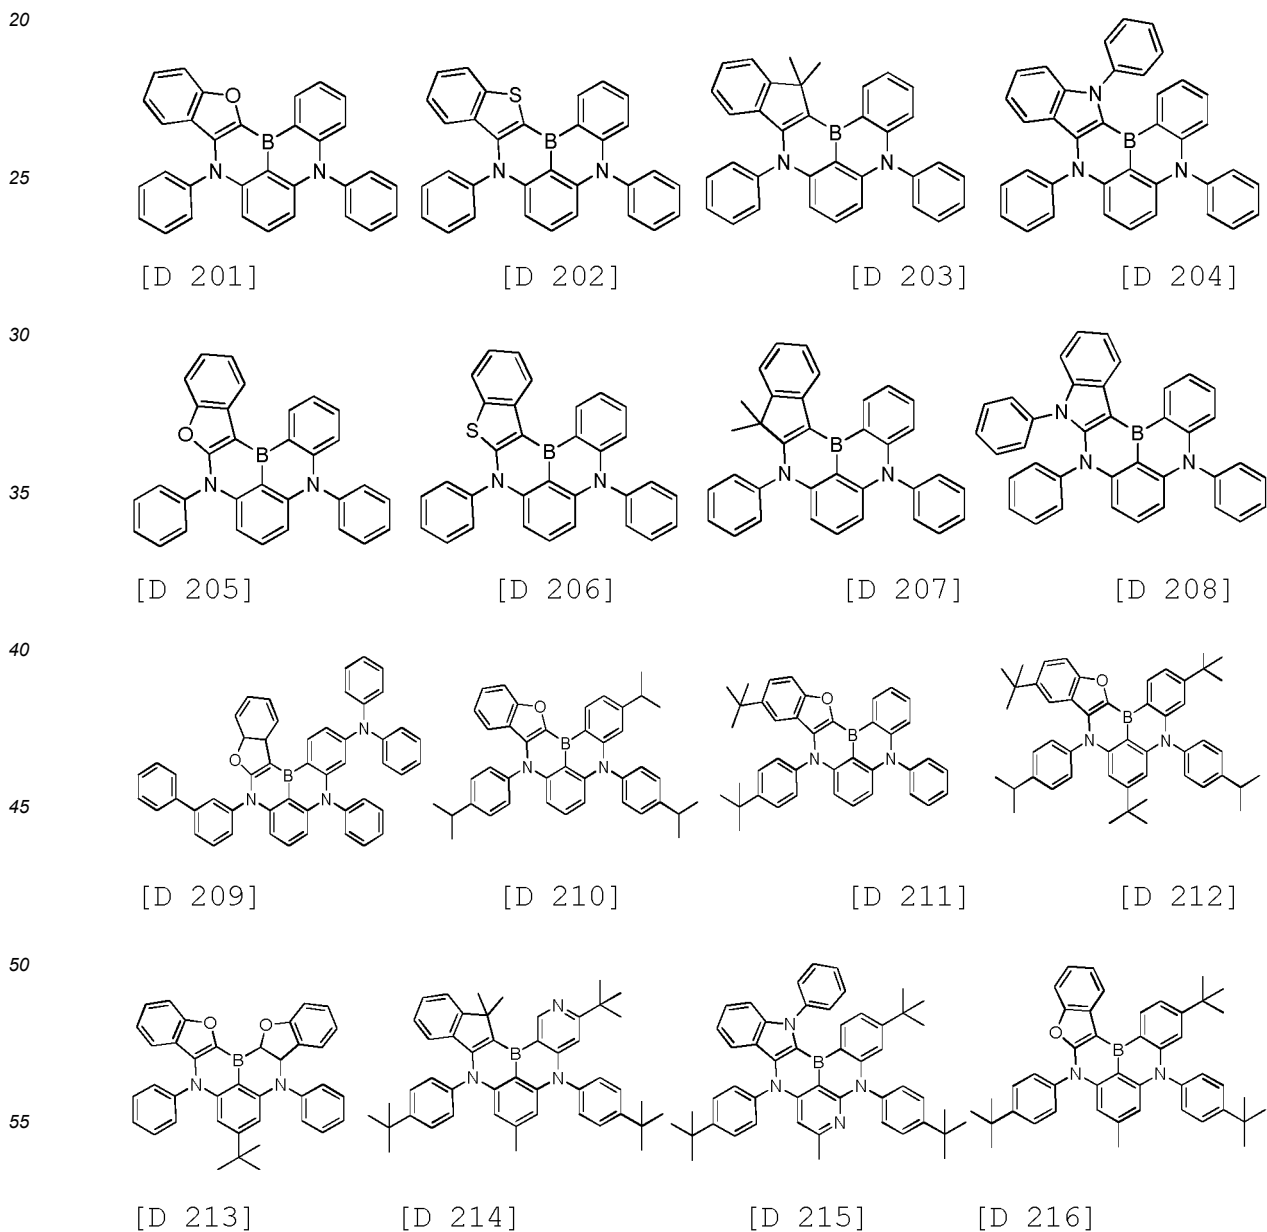 20
O B N N
S B N N
B N N
N B N N
25
[D 201] [D 202] [D 203] [D 204]
30
O B N N
S B N N
B N N
N B N N
35
[D 205] [D 206] [D 207] [D 208]
40
N O B N N
O B N N
O B N N
O B N N
45
[D 209] [D 210] [D 211] [D 212]
50
O O B N N
N B N N
N B N N N
O B N N
55
[D 213] [D 214] [D 215] [D 216]